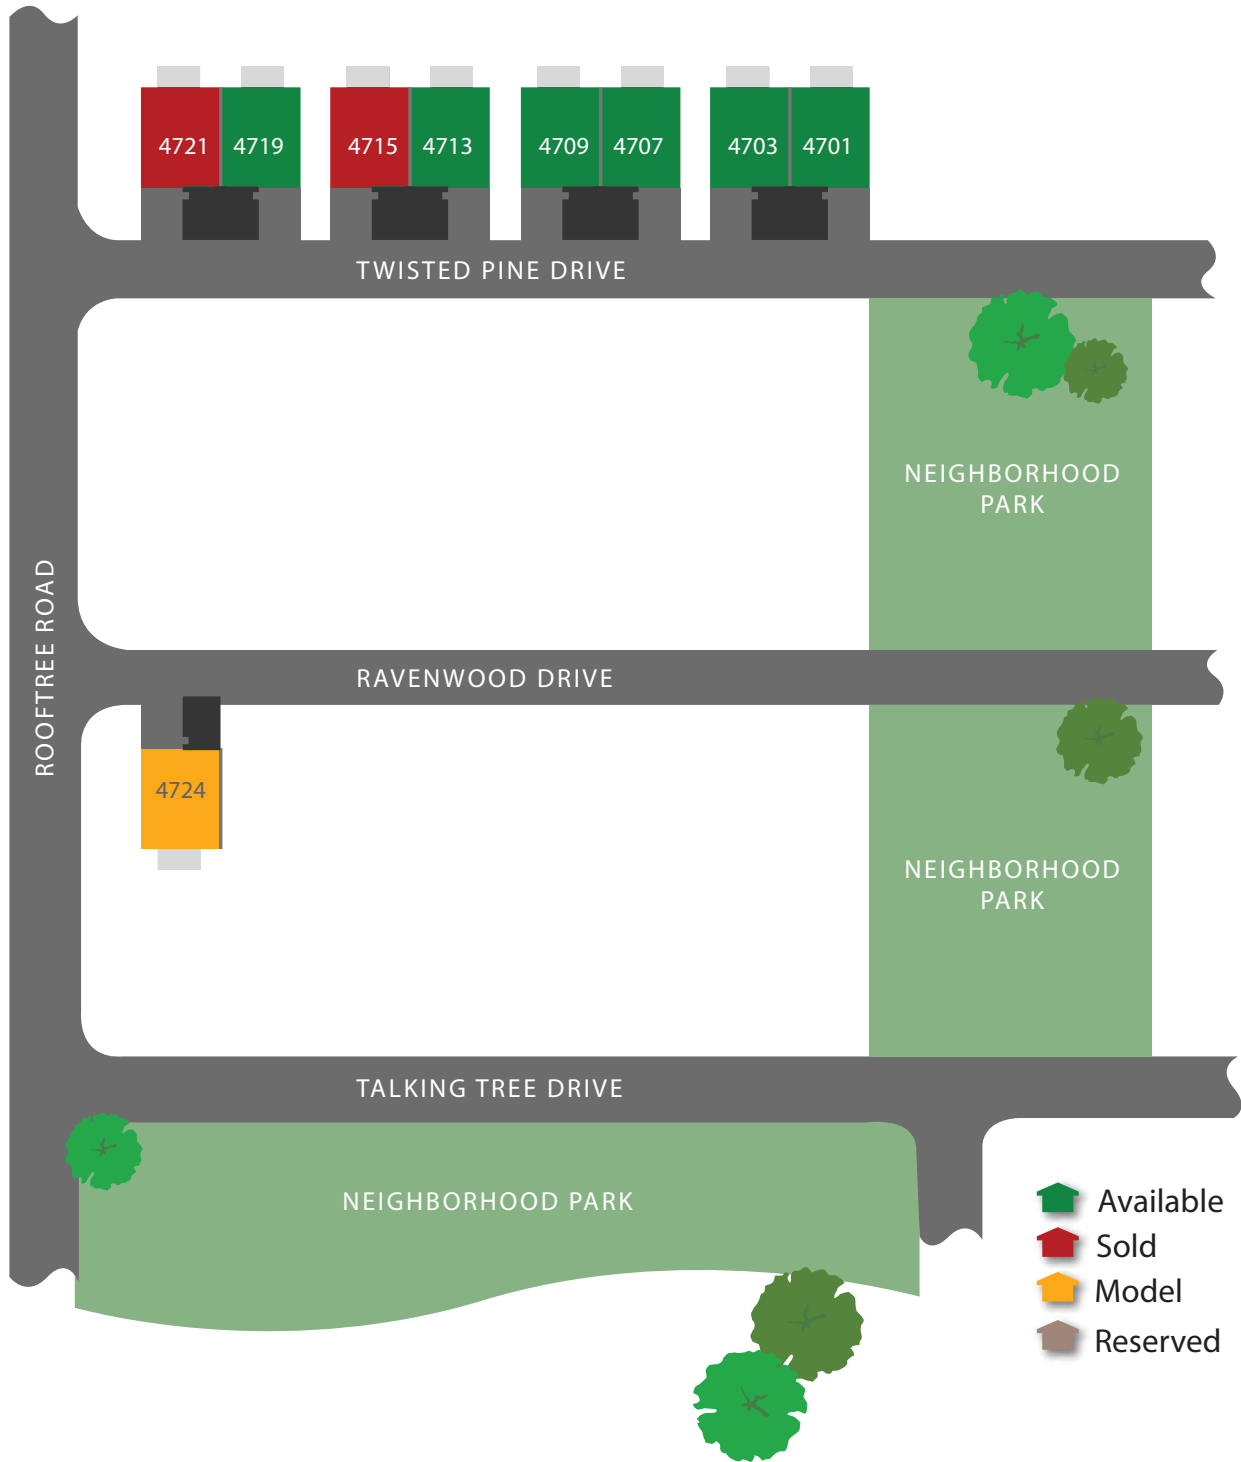 4721 4719 4715 4713 4709 4707 4703 4701
TWISTED PINE DRIVE
NEIGHBORHOOD
PARK
ROOFTREE ROAD
RAVENWOOD DRIVE
4724
NEIGHBORHOOD
PARK
TALKING TREE DRIVE
NEIGHBORHOOD PARK
Available
Sold
Model
Reserved